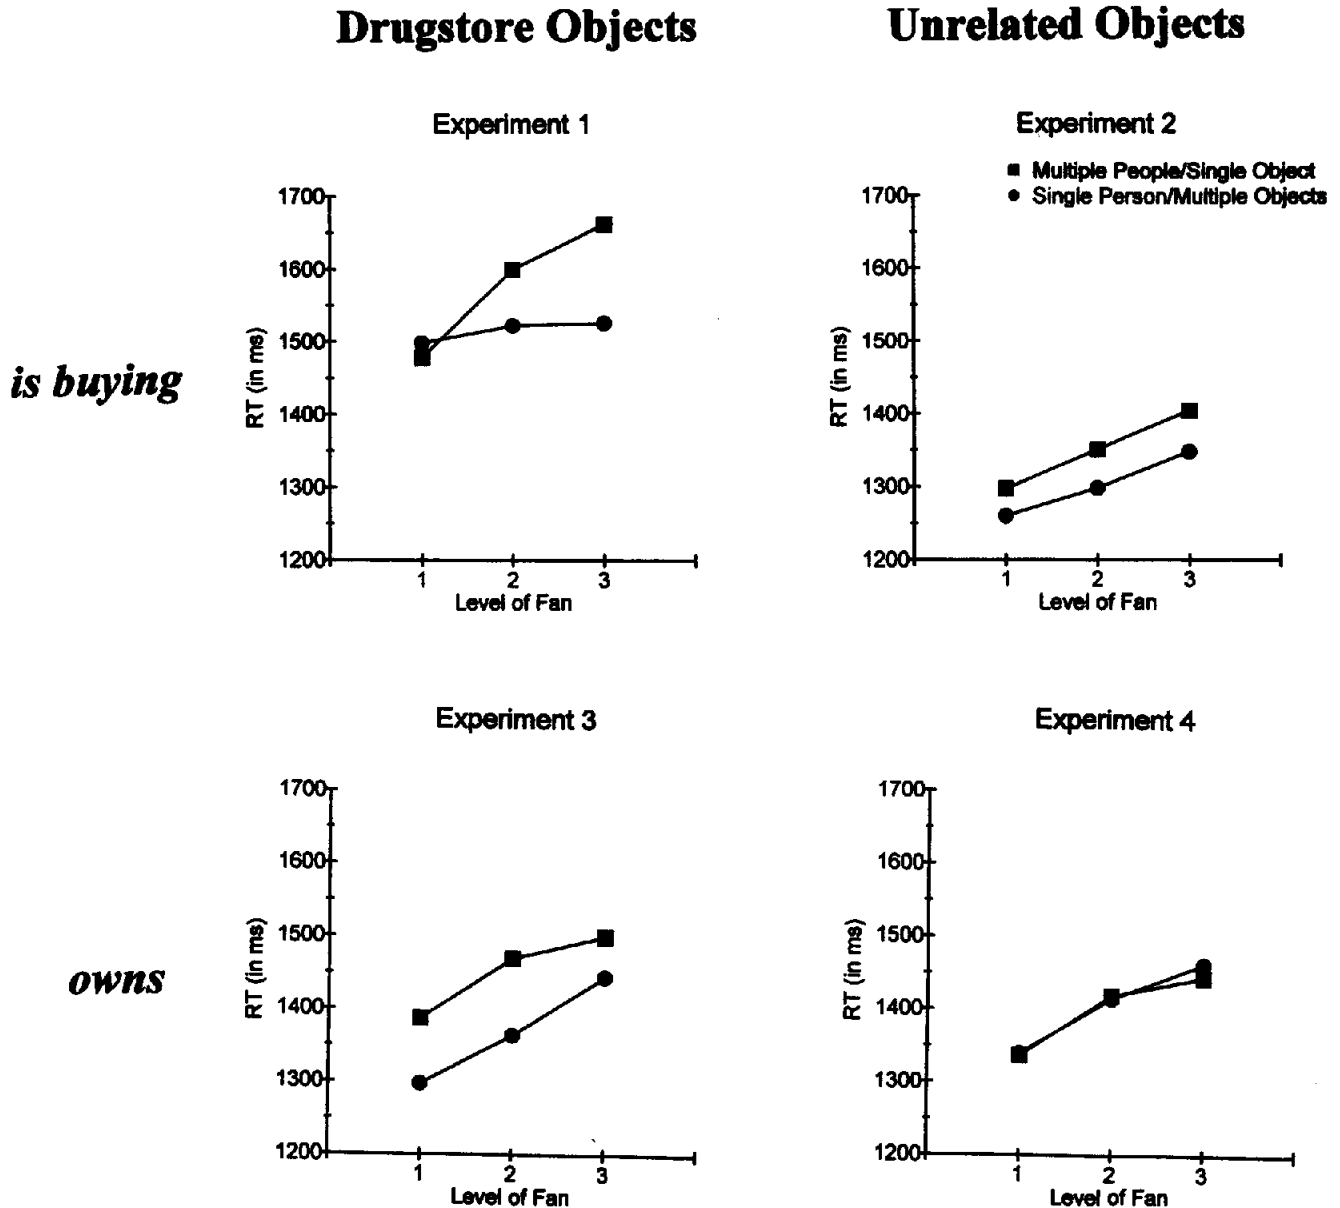 Drugstore Objects
Unrelated Objects
Experiment 1
Experiment 2
Multiple People/Single Object
Single Person/Multiple Objects
is buying
RT (in ms)
1700
1600
1500
1400
1300
1200
1 2 3
Level of Fan
RT (in ms)
1700
1600
1500
1400
1300
1200
1 2 3
Level of Fan
Experiment 3
Experiment 4
owns
RT (in ms)
1700
1600
1500
1400
1300
1200
1 2 3
Level of Fan
RT (in ms)
1700
1600
1500
1400
1300
1200
1 2 3
Level of Fan